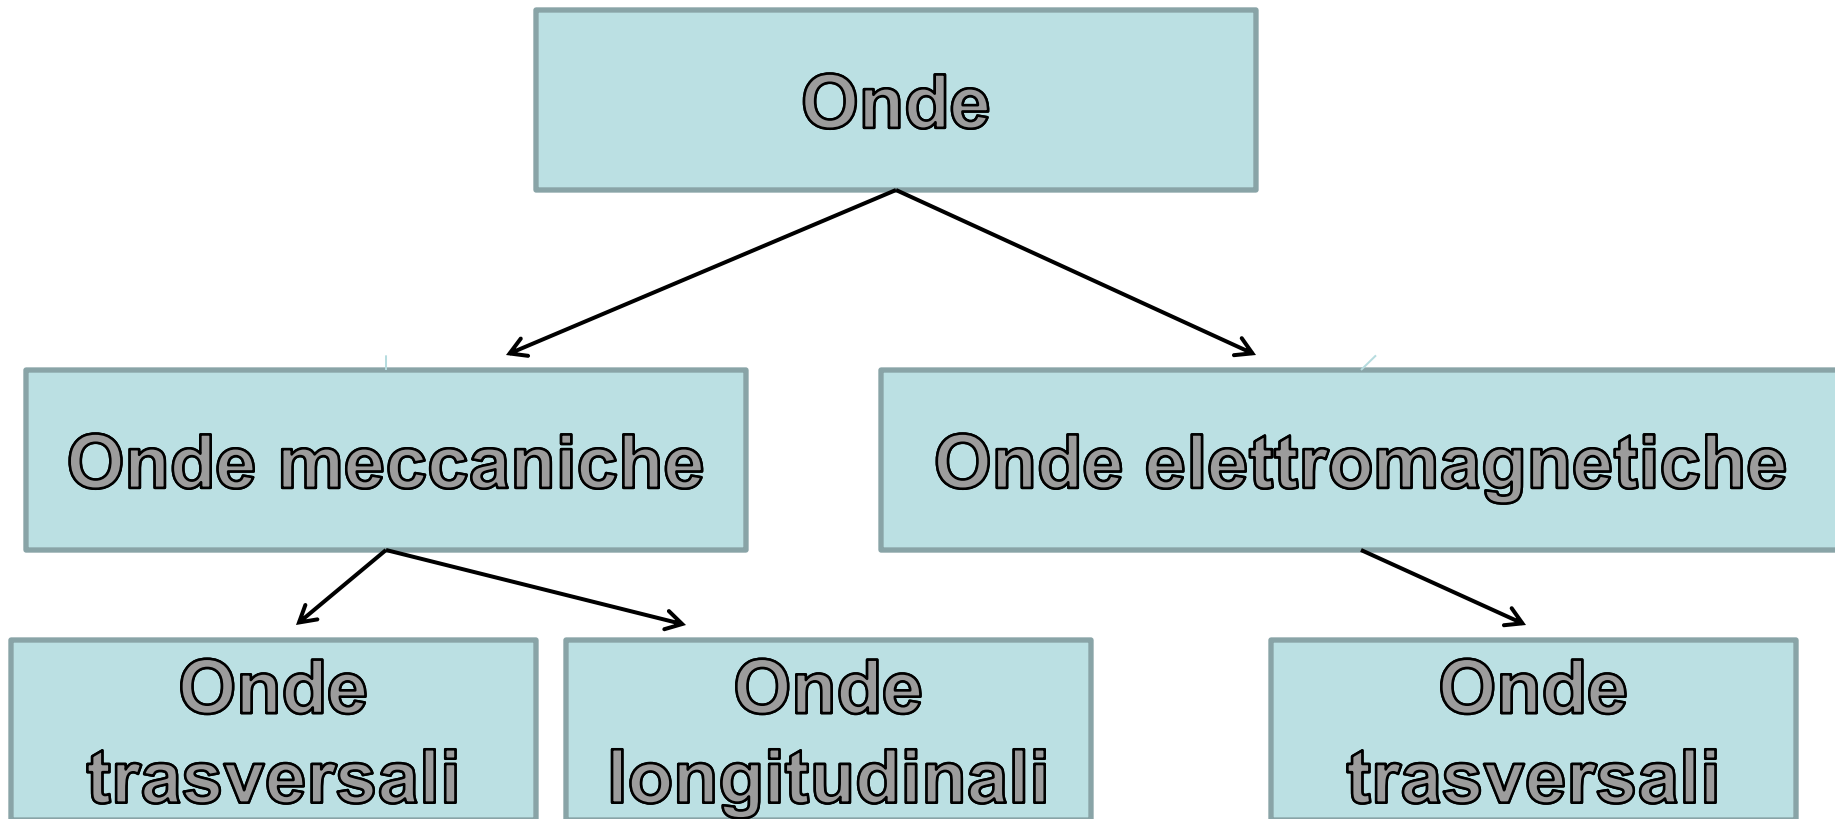 Onde
Onde meccaniche
Onde elettromagnetiche
Onde
trasversali
Onde
longitudinali
Onde
trasversali